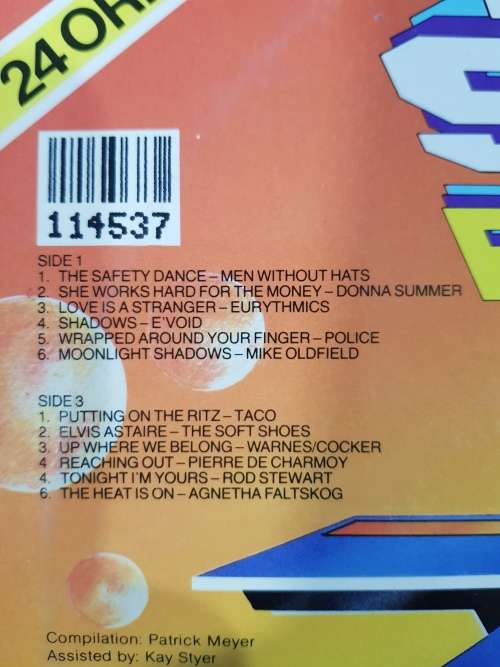 24 ORI
114537
SIDE 1
1. THE SAFETY DANCE – MEN WITHOUT HATS
2. SHE WORKS HARD FOR THE MONEY – DONNA SUMMER
3. LOVE IS A STRANGER – EURYTHMICS
4. SHADOWS – E'VOID
5. WRAPPED AROUND YOUR FINGER – POLICE
6. MOONLIGHT SHADOWS – MIKE OLDFIELD
SIDE 3
1. PUTTING ON THE RITZ – TACO
2. ELVIS ASTAIRE – THE SOFT SHOES
3. UP WHERE WE BELONG – WARNES/COCKER
4 REACHING OUT – PIERRE DE CHARMOY
4. TONIGHT I'M YOURS – ROD STEWART
6. THE HEAT IS ON – AGNETHA FALTSKOG
Compilation: Patrick Meyer
Assisted by: Kay Styer